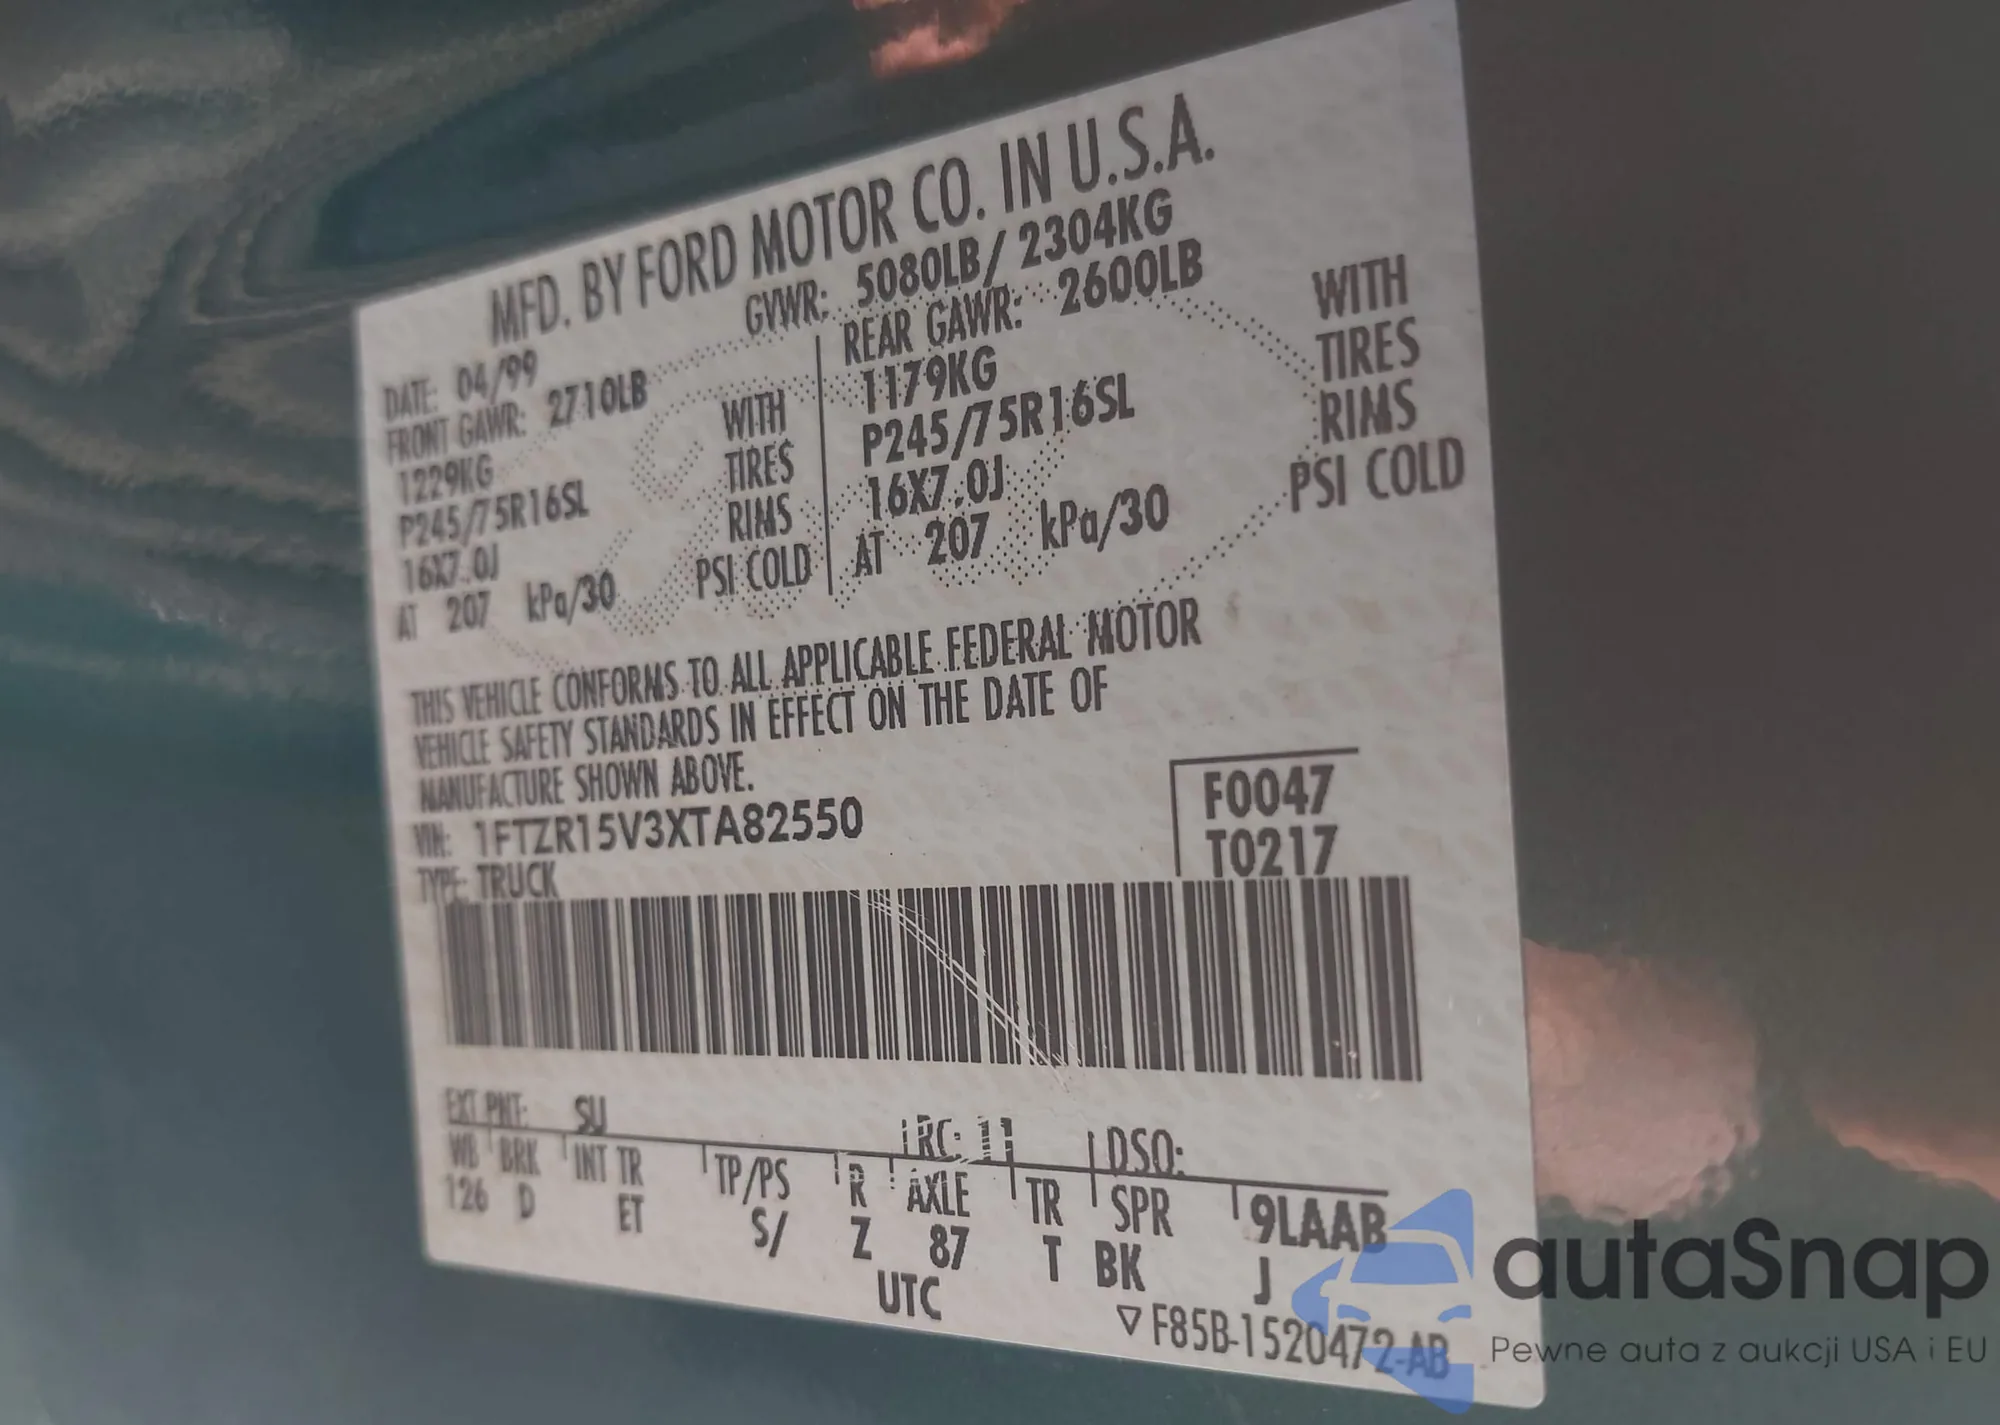 MFD. BY FORD MOTOR CO. IN U.S.A.
DATE: 04/99 GVWR: 5080LB/ 2304KG
FRONT GAWR: 2710LB REAR GAWR: 2600LB
1229KG WITH 1179KG WITH
P245/75R16SL TIRES P245/75R16SL TIRES
16X7.0J RIMS 16X7.0J RIMS
AT 207 kPa/30 PSI COLD AT 207 kPa/30 PSI COLD
THIS VEHICLE CONFORMS TO ALL APPLICABLE FEDERAL MOTOR
VEHICLE SAFETY STANDARDS IN EFFECT ON THE DATE OF
MANUFACTURE SHOWN ABOVE.
VIN: 1FTZR15V3XTA82550 F0047
TYPE: TRUCK T0217
EXT PNT: SU RC: 11 DSO:
WB BRK INT TR TP/PS R AXLE TR SPR 9LAAB
126 D ET S/ Z 87 T BK J
UTC
▽ F85B-1520472-AB
autaSnap
Pewne auta z aukcji USA i EU